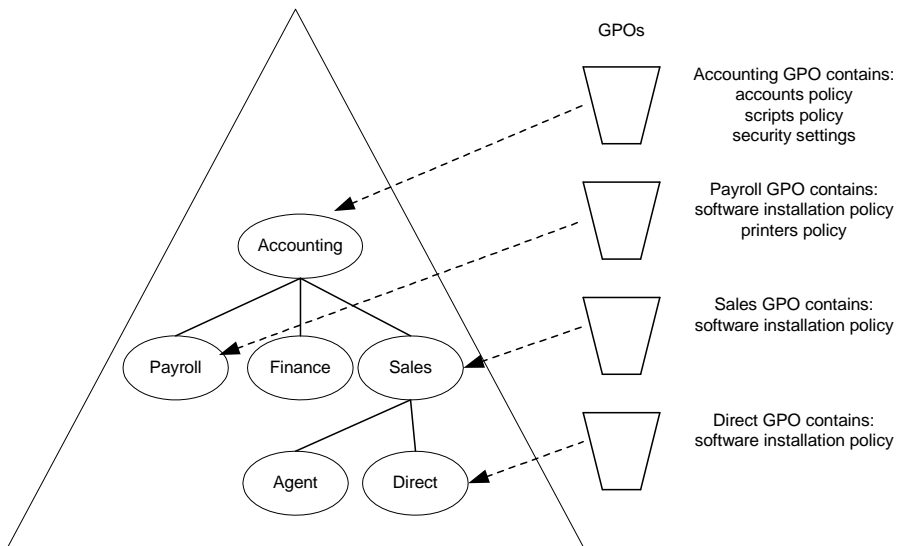 GPOs
Accounting GPO contains:
accounts policy
scripts policy
security settings
Payroll GPO contains:
software installation policy
printers policy
Sales GPO contains:
software installation policy
Direct GPO contains:
software installation policy
Accounting
Payroll
Finance
Sales
Agent
Direct